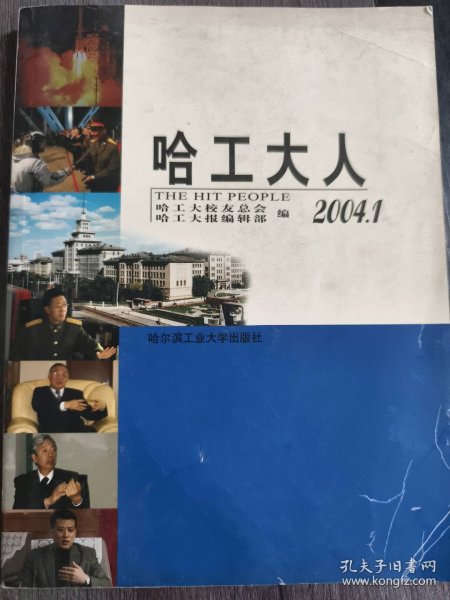 哈工大人
THE HIT PEOPLE
哈工大校友总会
哈工大报编辑部
编
2004.1
哈尔滨工业大学出版社
孔夫子旧书网
www.kongfz.com